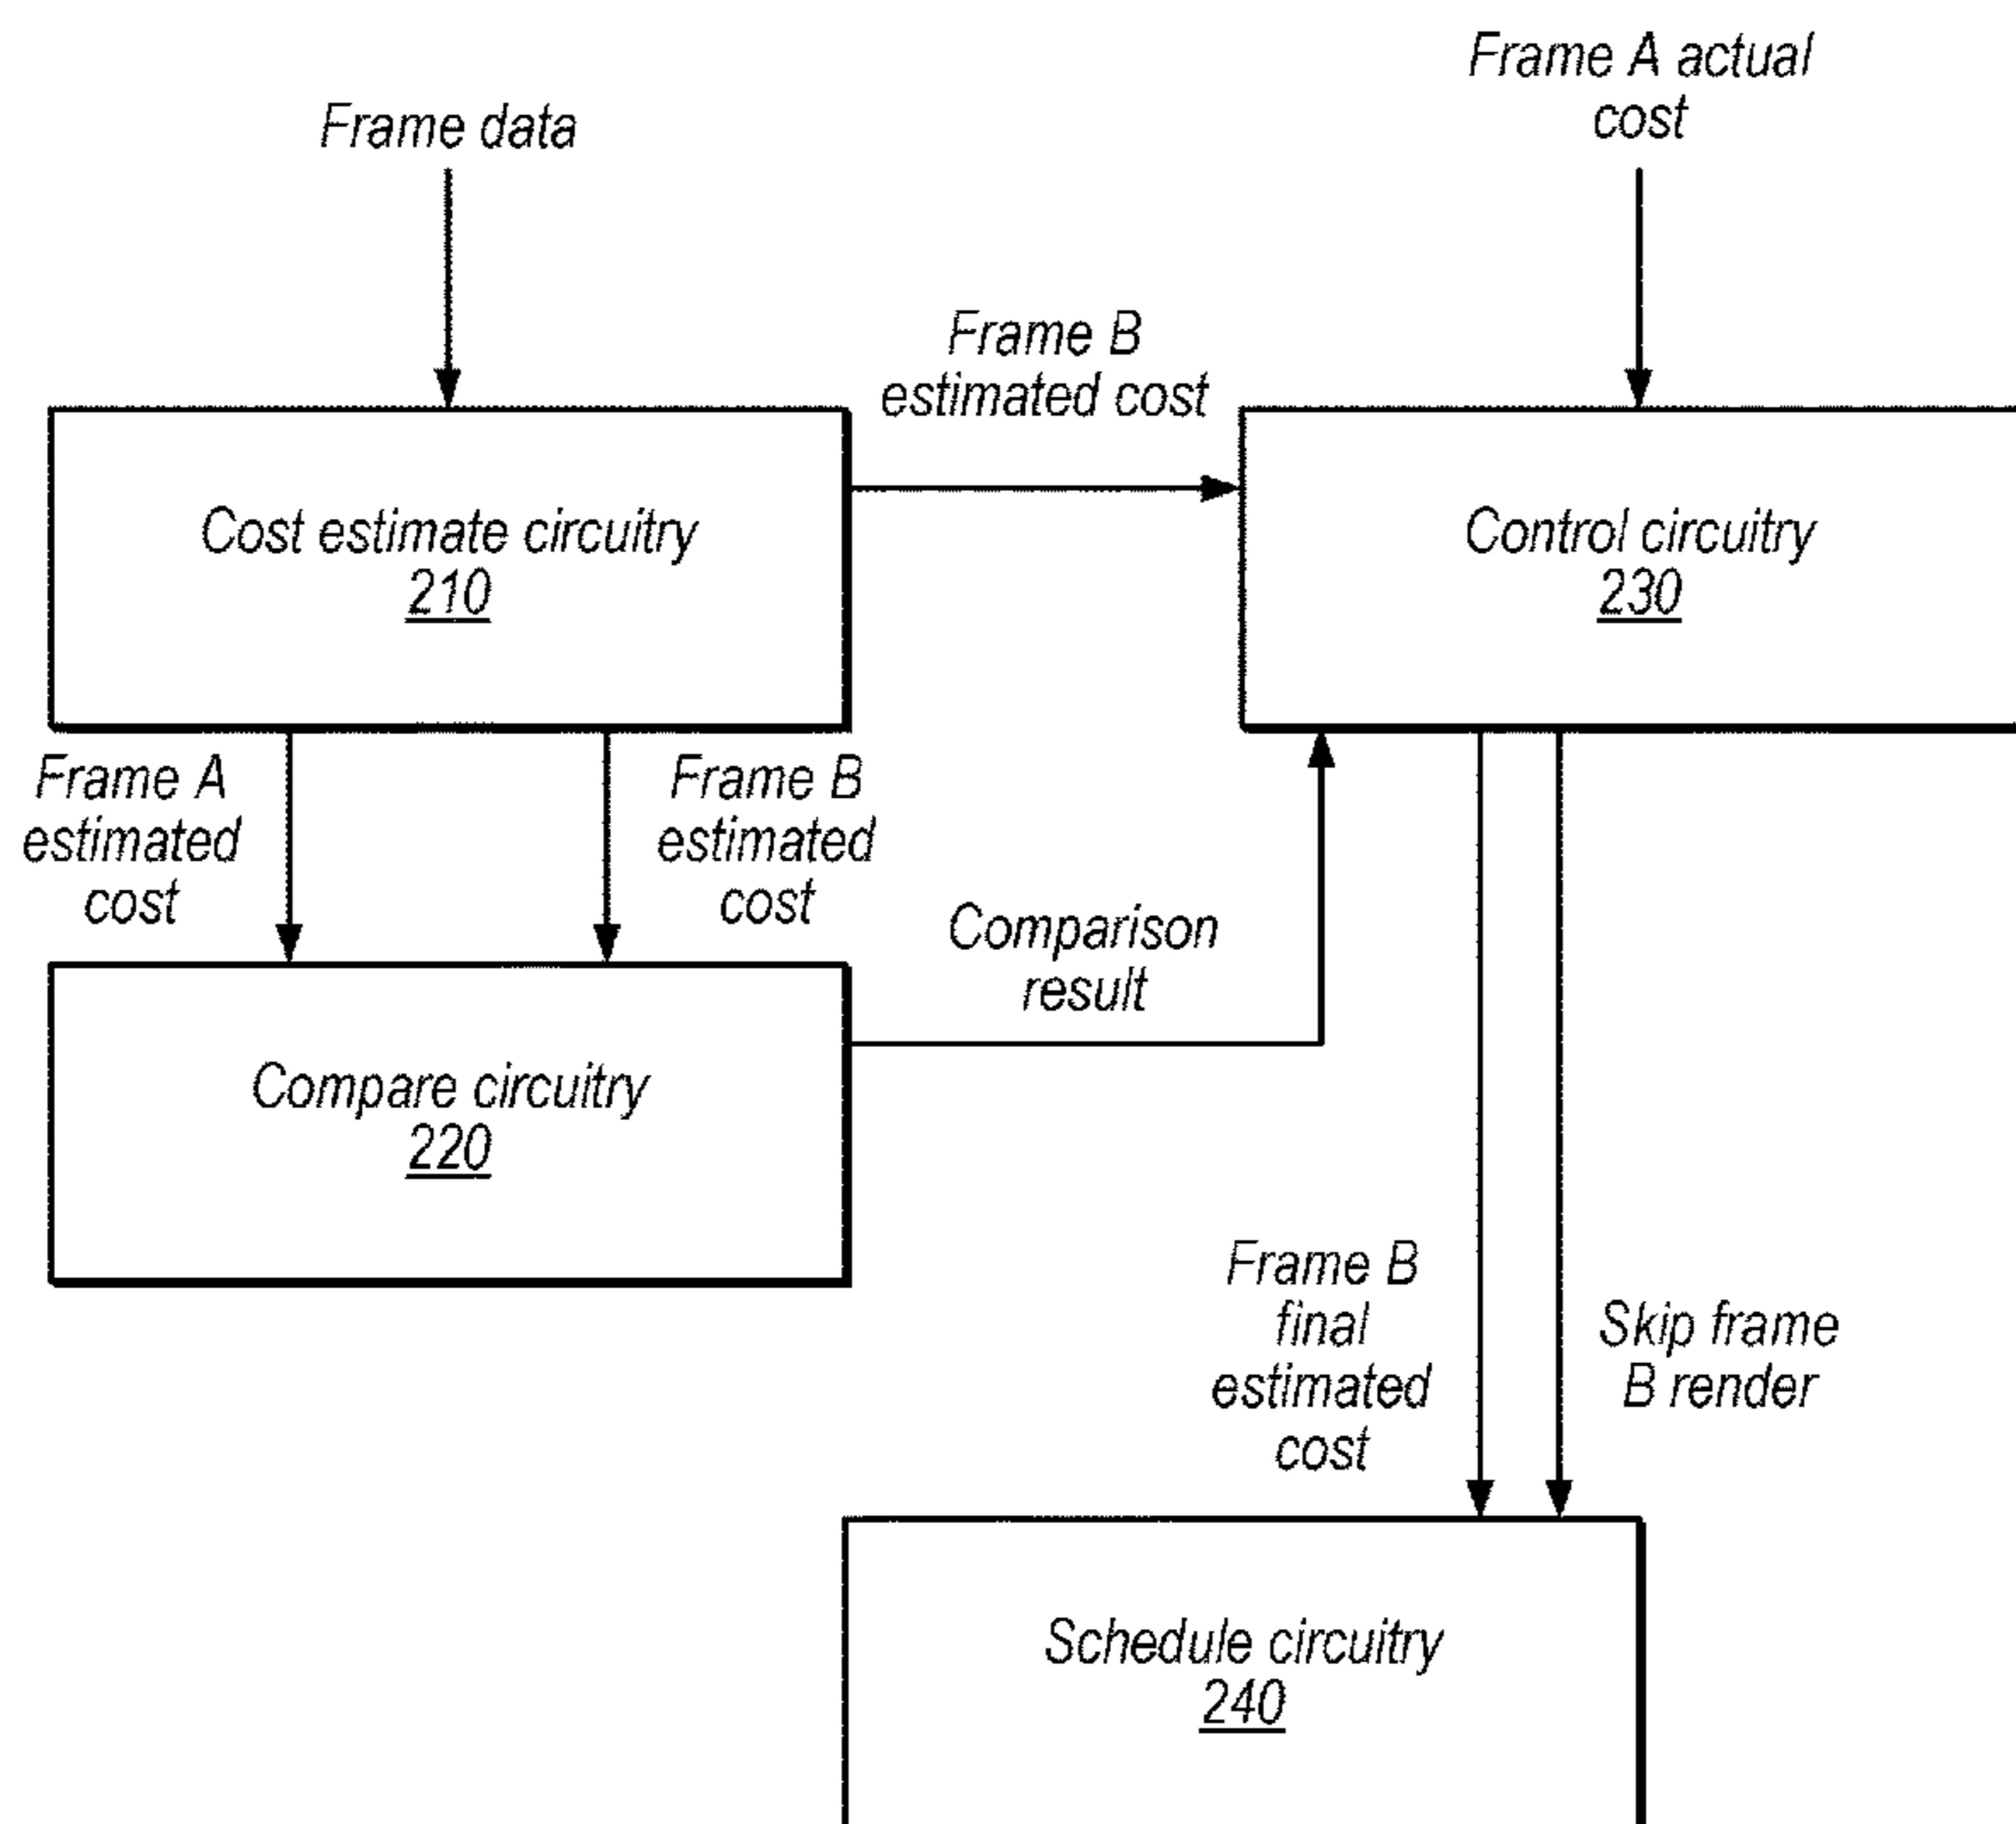 Frame A actual
cost
Frame data
Frame B
estimated cost
Cost estimate circuitry
210
Control circuitry
230
Frame A
estimated
cost
Frame B
estimated
cost
Comparison
result
Compare circuitry
220
Frame B
final
estimated
cost
Skip frame
B render
Schedule circuitry
240